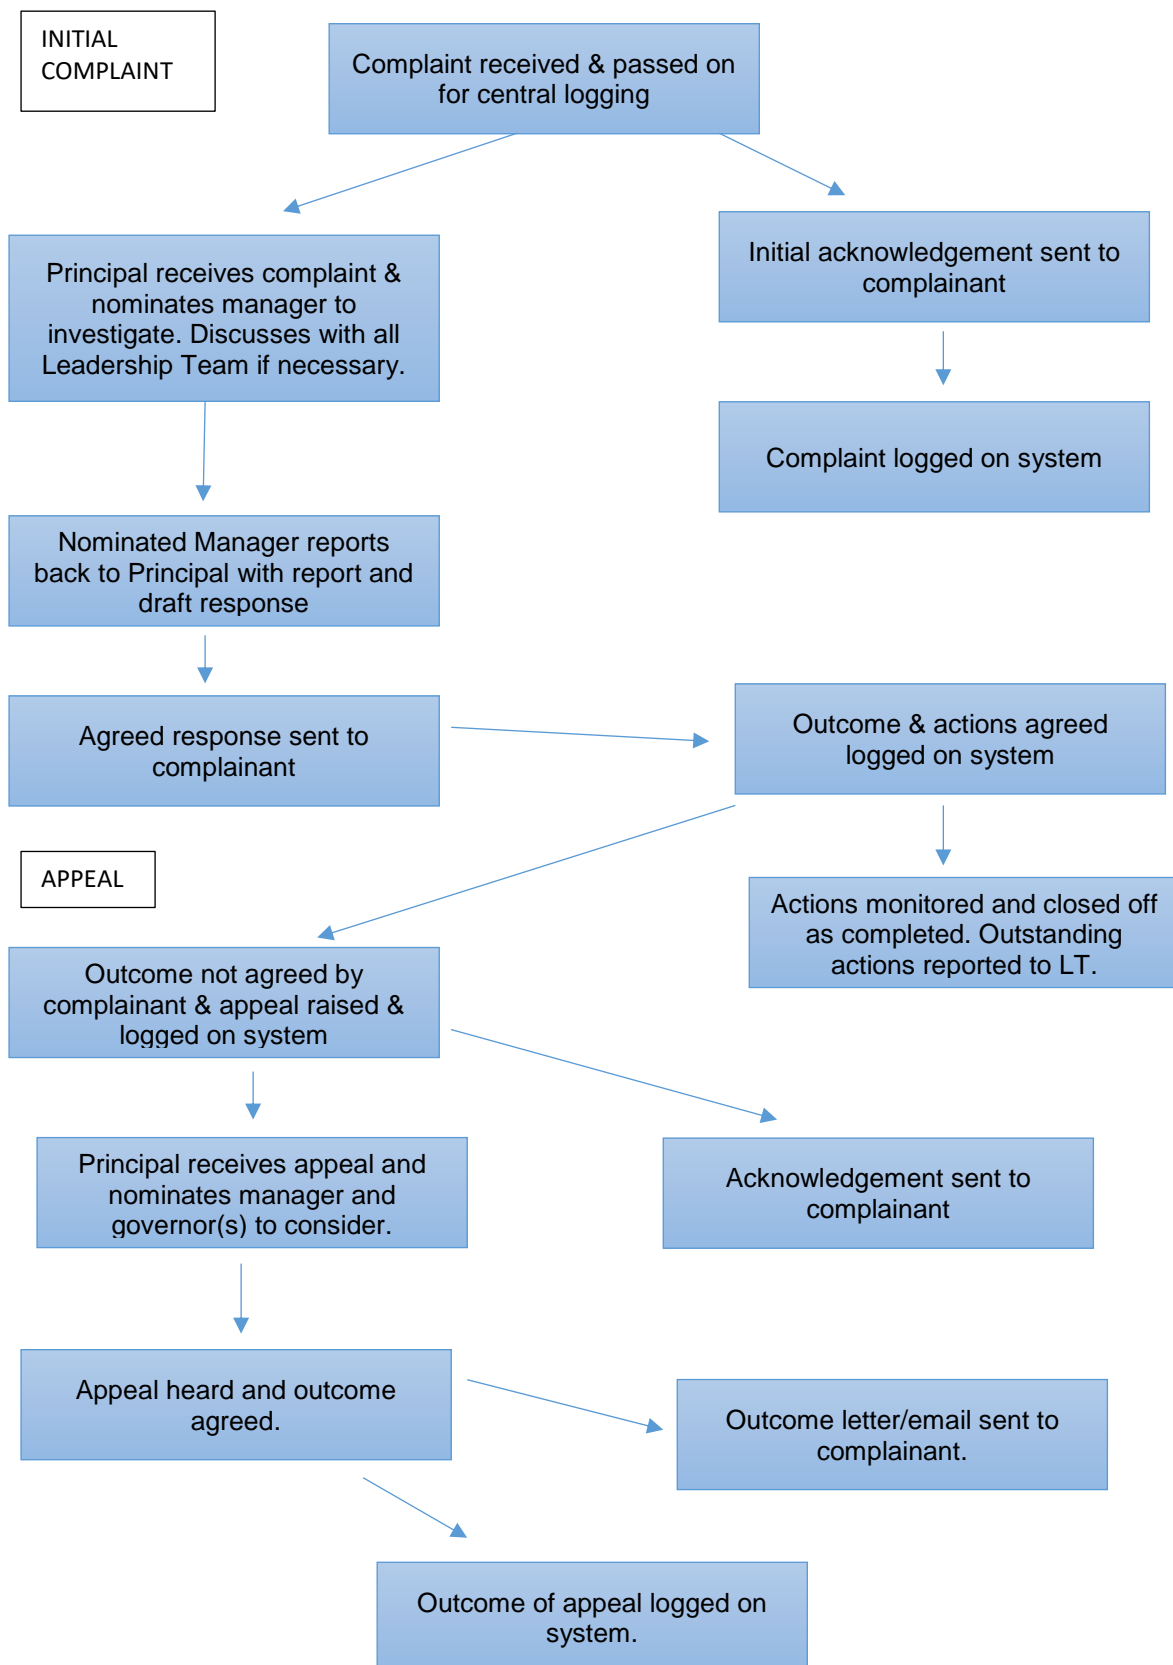 INITIAL
COMPLAINT
Complaint received & passed on
for central logging
Principal receives complaint &
nominates manager to
investigate. Discusses with all
Leadership Team if necessary.
Initial acknowledgement sent to
complainant
Complaint logged on system
Nominated Manager reports
back to Principal with report and
draft response
Agreed response sent to
complainant
Outcome & actions agreed
logged on system
APPEAL
Actions monitored and closed off
as completed. Outstanding
actions reported to LT.
Outcome not agreed by
complainant & appeal raised &
logged on system
Principal receives appeal and
nominates manager and
governor(s) to consider.
Acknowledgement sent to
complainant
Appeal heard and outcome
agreed.
Outcome letter/email sent to
complainant.
Outcome of appeal logged on
system.